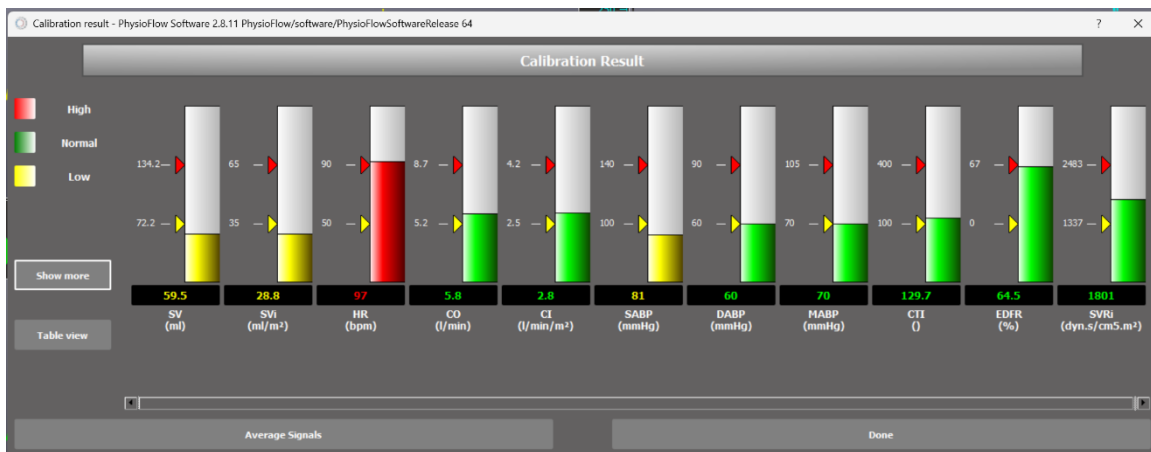 Calibration result - PhysioFlow Software 2.8.11 PhysioFlow/software/PhysioFlowSoftwareRelease 64
Calibration Result
High
Normal
Low
Show more
Table view
134.2
72.2
59.5
SV
(ml)
65
35
28.8
SVi
(ml/m²)
90
50
97
HR
(bpm)
8.7
5.2
5.8
CO
(l/min)
4.2
2.5
2.8
CI
(l/min/m²)
140
100
81
SABP
(mmHg)
90
60
60
DABP
(mmHg)
105
70
70
MABP
(mmHg)
400
100
129.7
CTI
()
67
0
64.5
EDFR
(%)
2483
1337
1801
SVRi
(dyn.s/cm5.m²)
Average Signals
Done